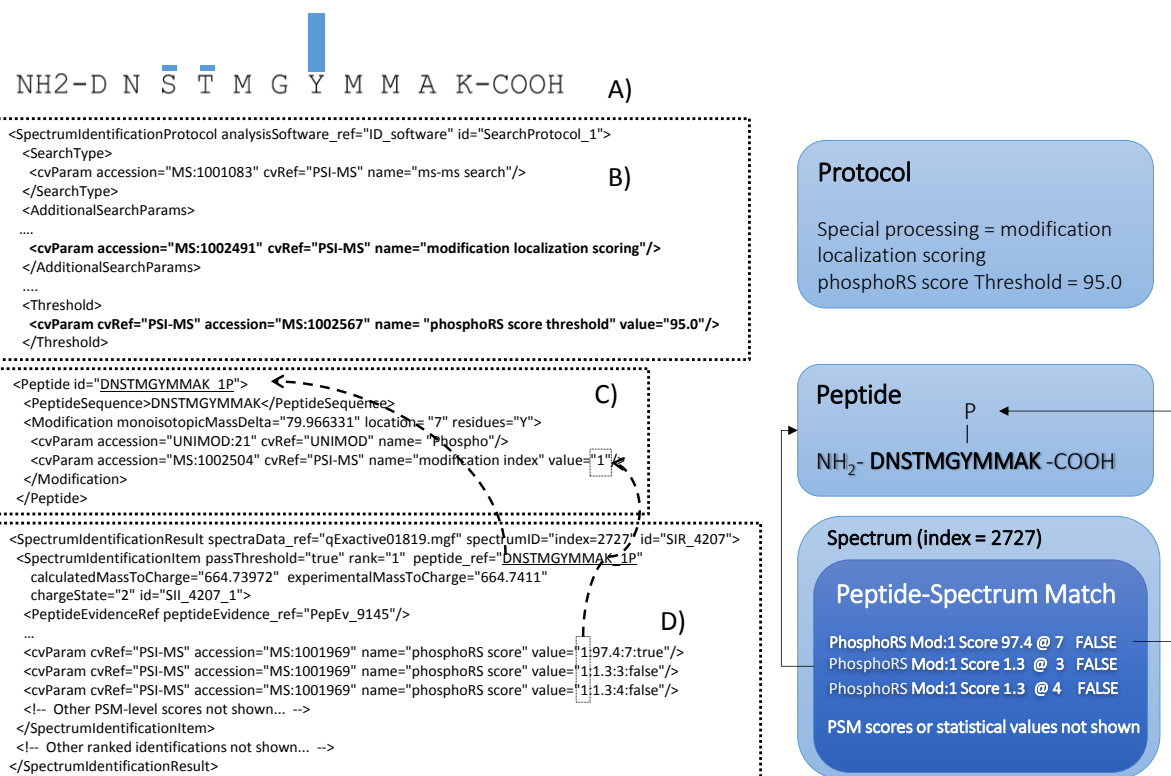 NH2-D N S T M G Y M M A K-COOH
A)
<SpectrumIdentificationProtocol analysisSoftware_ref="ID_software" id="SearchProtocol_1">
<SearchType>
<cvParam accession="MS:1001083" cvRef="PSI-MS" name="ms-ms search"/>
</SearchType>
<AdditionalSearchParams>
....
<cvParam accession="MS:1002491" cvRef="PSI-MS" name="modification localization scoring"/>
</AdditionalSearchParams>
....
<Threshold>
<cvParam cvRef="PSI-MS" accession="MS:1002567" name= "phosphoRS score threshold" value="95.0"/>
</Threshold>
B)
<Peptide id="DNSTMGYMMAK_1P">
<PeptideSequence>DNSTMGYMMAK</PeptideSequence>
<Modification monoisotopicMassDelta="79.966331" location= "7" residues="Y">
<cvParam accession="UNIMOD:21" cvRef="UNIMOD" name= "Phospho"/>
<cvParam accession="MS:1002504" cvRef="PSI-MS" name="modification index" value="1"/>
</Modification>
</Peptide>
C)
<SpectrumIdentificationResult spectraData_ref="qExactive01819.mgf" spectrumID="index=2727" id="SIR_4207">
<SpectrumIdentificationItem passThreshold="true" rank="1" peptide_ref="DNSTMGYMMAK_1P"
calculatedMassToCharge="664.73972" experimentalMassToCharge="664.7411"
chargeState="2" id="SII_4207_1">
<PeptideEvidenceRef peptideEvidence_ref="PepEv_9145"/>
...
<cvParam cvRef="PSI-MS" accession="MS:1001969" name="phosphoRS score" value="1:97.4:7:true"/>
<cvParam cvRef="PSI-MS" accession="MS:1001969" name="phosphoRS score" value="1:1.3:3:false"/>
<cvParam cvRef="PSI-MS" accession="MS:1001969" name="phosphoRS score" value="1:1.3:4:false"/>
<!-- Other PSM-level scores not shown... -->
</SpectrumIdentificationItem>
<!-- Other ranked identifications not shown... -->
</SpectrumIdentificationResult>
D)
Protocol
Special processing = modification
localization scoring
phosphoRS score Threshold = 95.0
Peptide
P
NH2- DNSTMGYMMAK -COOH
Spectrum (index = 2727)
Peptide-Spectrum Match
PhosphoRS Mod:1 Score 97.4 @ 7 FALSE
PhosphoRS Mod:1 Score 1.3 @ 3 FALSE
PhosphoRS Mod:1 Score 1.3 @ 4 FALSE
PSM scores or statistical values not shown